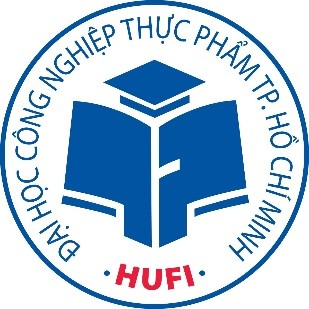 ĐẠI HỌC CÔNG NGHIỆP THỰC PHẨM TP. HỒ CHÍ MINH
· HUFI ·